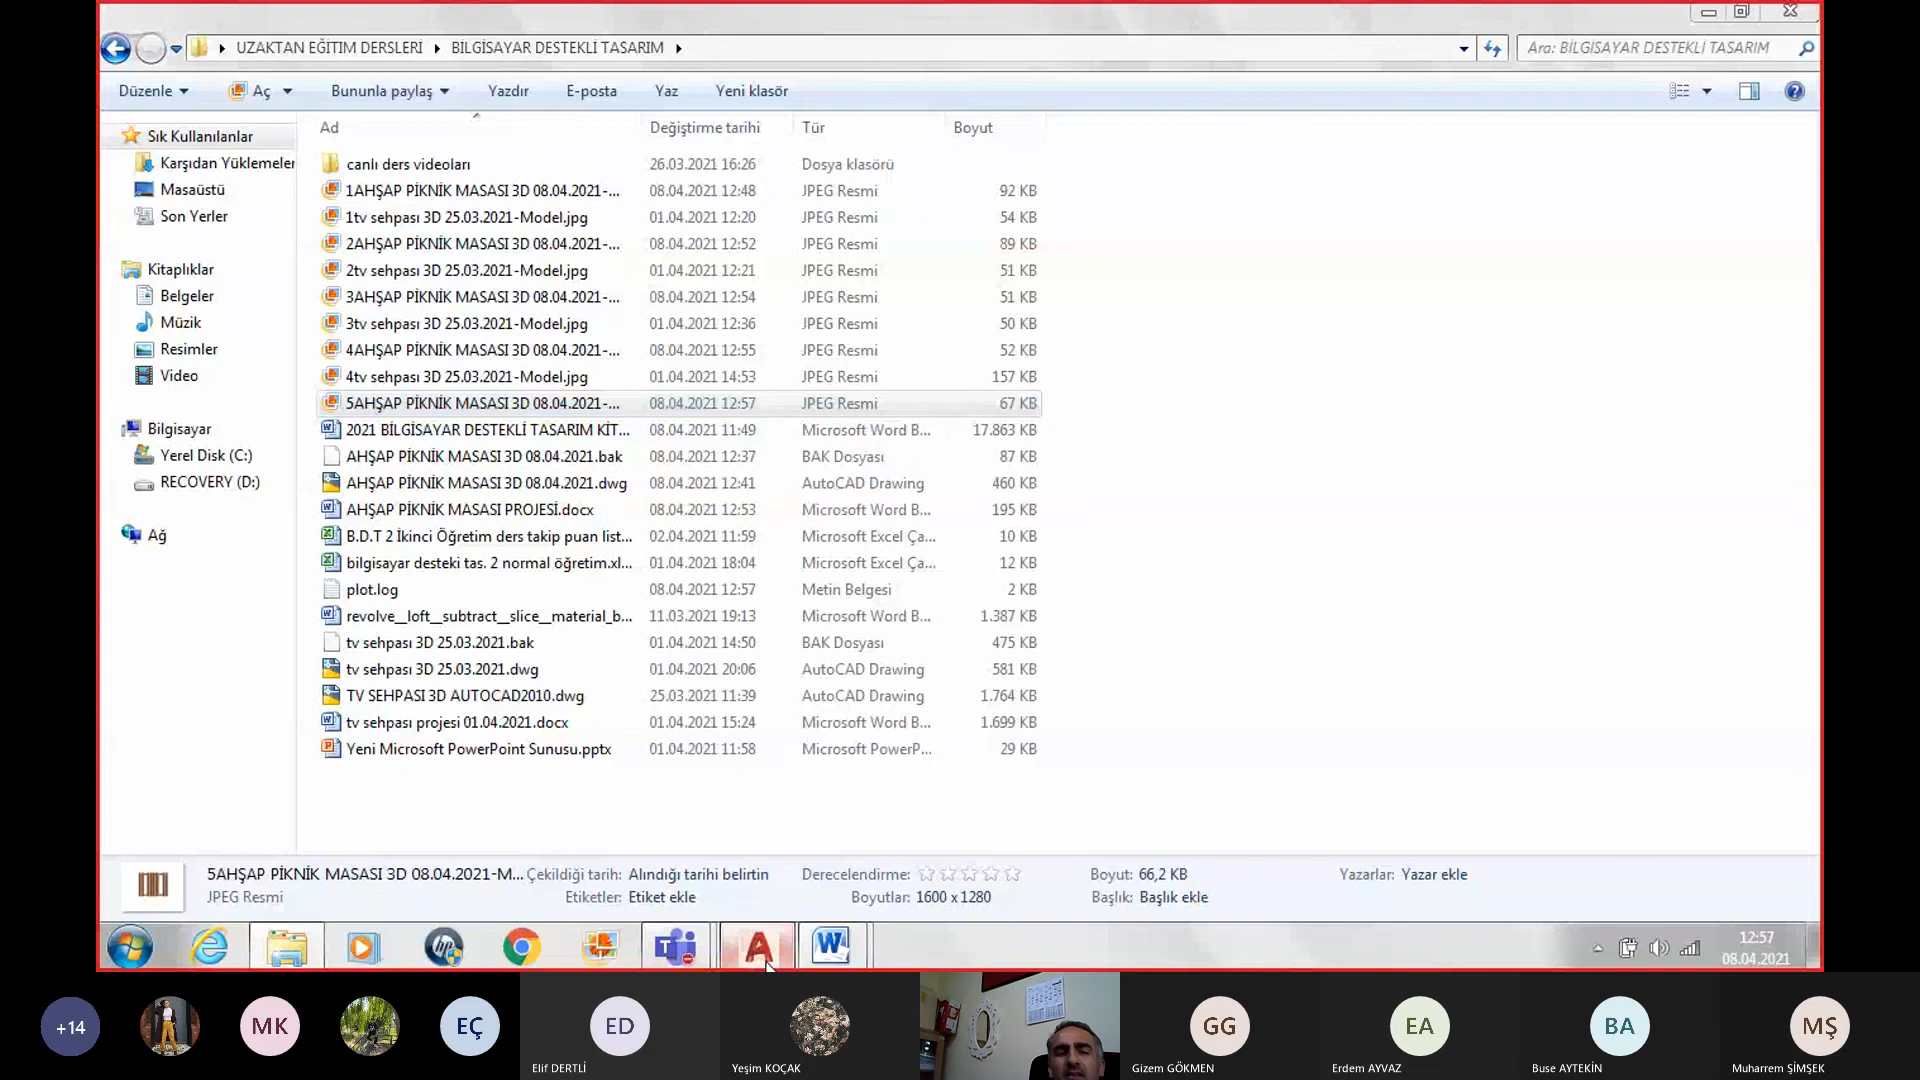 UZAKTAN EĞİTİM DERSLERİ BİLGİSAYAR DESTEKLİ TASARIM
Ara: BİLGİSAYAR DESTEKLİ TASARIM
Düzenle Aç Bununla paylaş Yazdır E-posta Yaz Yeni klasör
Ad Değiştirme tarihi Tür Boyut
Sık Kullanılanlar
Karşıdan Yüklemeler
Masaüstü
Son Yerler
Kitaplıklar
Belgeler
Müzik
Resimler
Video
Bilgisayar
Yerel Disk (C:)
RECOVERY (D:)
Ağ
canlı ders videoları 26.03.2021 16:26 Dosya klasörü
1AHŞAP PİKNİK MASASI 3D 08.04.2021-... 08.04.2021 12:48 JPEG Resmi 92 KB
1tv sehpası 3D 25.03.2021-Model.jpg 01.04.2021 12:20 JPEG Resmi 54 KB
2AHŞAP PİKNİK MASASI 3D 08.04.2021-... 08.04.2021 12:52 JPEG Resmi 89 KB
2tv sehpası 3D 25.03.2021-Model.jpg 01.04.2021 12:21 JPEG Resmi 51 KB
3AHŞAP PİKNİK MASASI 3D 08.04.2021-... 08.04.2021 12:54 JPEG Resmi 51 KB
3tv sehpası 3D 25.03.2021-Model.jpg 01.04.2021 12:36 JPEG Resmi 50 KB
4AHŞAP PİKNİK MASASI 3D 08.04.2021-... 08.04.2021 12:55 JPEG Resmi 52 KB
4tv sehpası 3D 25.03.2021-Model.jpg 01.04.2021 14:53 JPEG Resmi 157 KB
5AHŞAP PİKNİK MASASI 3D 08.04.2021-... 08.04.2021 12:57 JPEG Resmi 67 KB
2021 BİLGİSAYAR DESTEKLİ TASARIM KİT... 08.04.2021 11:49 Microsoft Word B... 17.863 KB
AHŞAP PİKNİK MASASI 3D 08.04.2021.bak 08.04.2021 12:37 BAK Dosyası 87 KB
AHŞAP PİKNİK MASASI 3D 08.04.2021.dwg 08.04.2021 12:41 AutoCAD Drawing 460 KB
AHŞAP PİKNİK MASASI PROJESİ.docx 08.04.2021 12:53 Microsoft Word B... 195 KB
B.D.T 2 İkinci Öğretim ders takip puan list... 02.04.2021 11:59 Microsoft Excel Ça... 10 KB
bilgisayar desteki tas. 2 normal öğretim.xl... 01.04.2021 18:04 Microsoft Excel Ça... 12 KB
plot.log 08.04.2021 12:57 Metin Belgesi 2 KB
revolve__loft__subtract__slice__material_b... 11.03.2021 19:13 Microsoft Word B... 1.387 KB
tv sehpası 3D 25.03.2021.bak 01.04.2021 14:50 BAK Dosyası 475 KB
tv sehpası 3D 25.03.2021.dwg 01.04.2021 20:06 AutoCAD Drawing 581 KB
TV SEHPASI 3D AUTOCAD2010.dwg 25.03.2021 11:39 AutoCAD Drawing 1.764 KB
tv sehpası projesi 01.04.2021.docx 01.04.2021 15:24 Microsoft Word B... 1.699 KB
Yeni Microsoft PowerPoint Sunusu.pptx 01.04.2021 11:58 Microsoft PowerP... 29 KB
5AHŞAP PİKNİK MASASI 3D 08.04.2021-M... Çekildiği tarih: Alındığı tarihi belirtin Derecelendirme: Boyut: 66,2 KB Yazarlar: Yazar ekle
JPEG Resmi Etiketler: Etiket ekle Boyutlar: 1600 x 1280 Başlık: Başlık ekle
12:57
08.04.2021
+14 MK EÇ ED GG EA BA MŞ
Elif DERTLİ Yeşim KOÇAK Gizem GÖKMEN Erdem AYVAZ Buse AYTEKİN Muharrem ŞİMŞEK